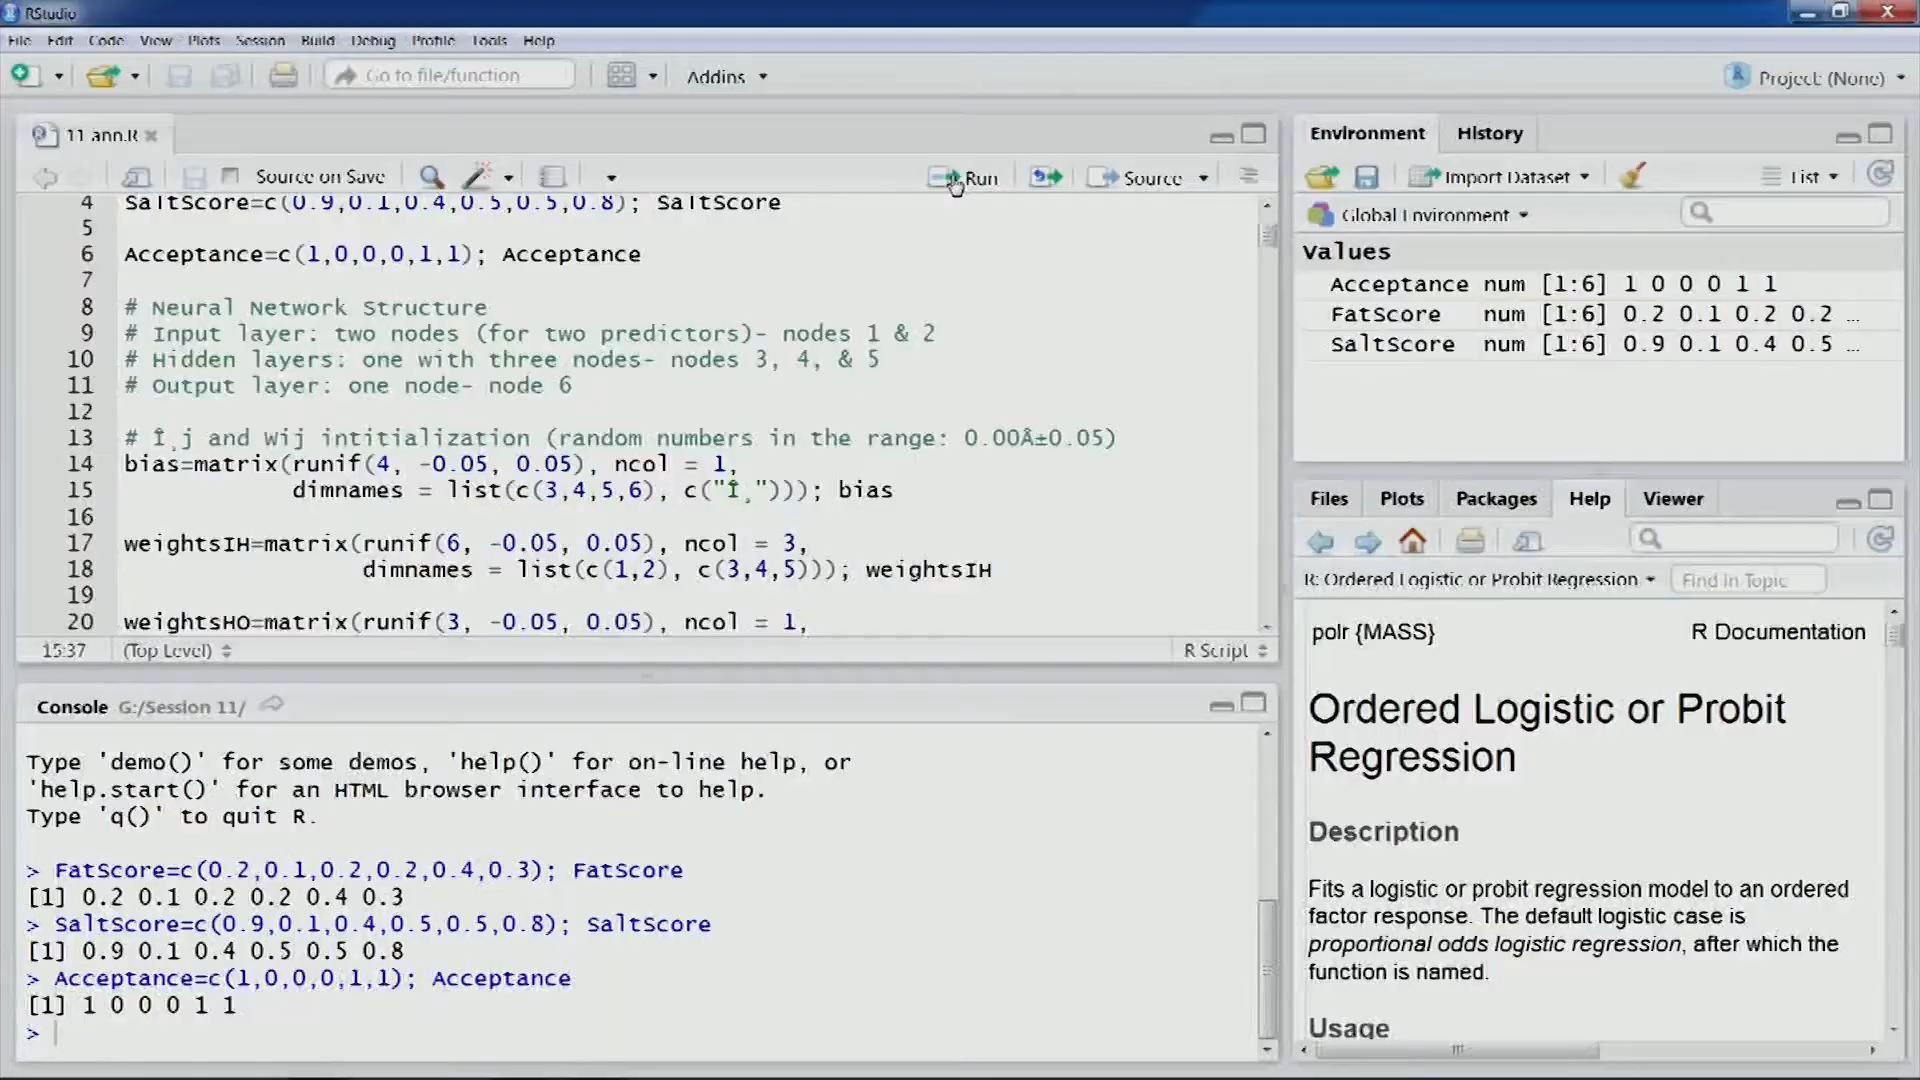 RStudio
File Edit Code View Plots Session Build Debug Profile Tools Help
Go to file/function
Addins
Project: (None)
11 ann.R
Source on Save
Run
Source
4 SaltScore=c(0.9,0.1,0.4,0.5,0.5,0.8); SaltScore
5
6 Acceptance=c(1,0,0,0,1,1); Acceptance
7
8 # Neural Network Structure
9 # Input layer: two nodes (for two predictors)- nodes 1 & 2
10 # Hidden layers: one with three nodes- nodes 3, 4, & 5
11 # Output layer: one node- node 6
12
13 # Î¸j and Wij intitialization (random numbers in the range: 0.00Â±0.05)
14 bias=matrix(runif(4, -0.05, 0.05), ncol = 1,
15 dimnames = list(c(3,4,5,6), c("Î¸"))); bias
16
17 weightsIH=matrix(runif(6, -0.05, 0.05), ncol = 3,
18 dimnames = list(c(1,2), c(3,4,5))); weightsIH
19
20 weightsHO=matrix(runif(3, -0.05, 0.05), ncol = 1,
15:37 (Top Level)
R Script
Console G:/Session 11/
Type 'demo()' for some demos, 'help()' for on-line help, or
'help.start()' for an HTML browser interface to help.
Type 'q()' to quit R.
> FatScore=c(0.2,0.1,0.2,0.2,0.4,0.3); FatScore
[1] 0.2 0.1 0.2 0.2 0.4 0.3
> SaltScore=c(0.9,0.1,0.4,0.5,0.5,0.8); SaltScore
[1] 0.9 0.1 0.4 0.5 0.5 0.8
> Acceptance=c(1,0,0,0,1,1); Acceptance
[1] 1 0 0 0 1 1
>
Environment History
Import Dataset
List
Global Environment
Values
Acceptance num [1:6] 1 0 0 0 1 1
FatScore num [1:6] 0.2 0.1 0.2 0.2 ...
SaltScore num [1:6] 0.9 0.1 0.4 0.5 ...
Files Plots Packages Help Viewer
R: Ordered Logistic or Probit Regression
Find in Topic
polr {MASS}
R Documentation
Ordered Logistic or Probit
Regression
Description
Fits a logistic or probit regression model to an ordered
factor response. The default logistic case is
proportional odds logistic regression, after which the
function is named.
Usage